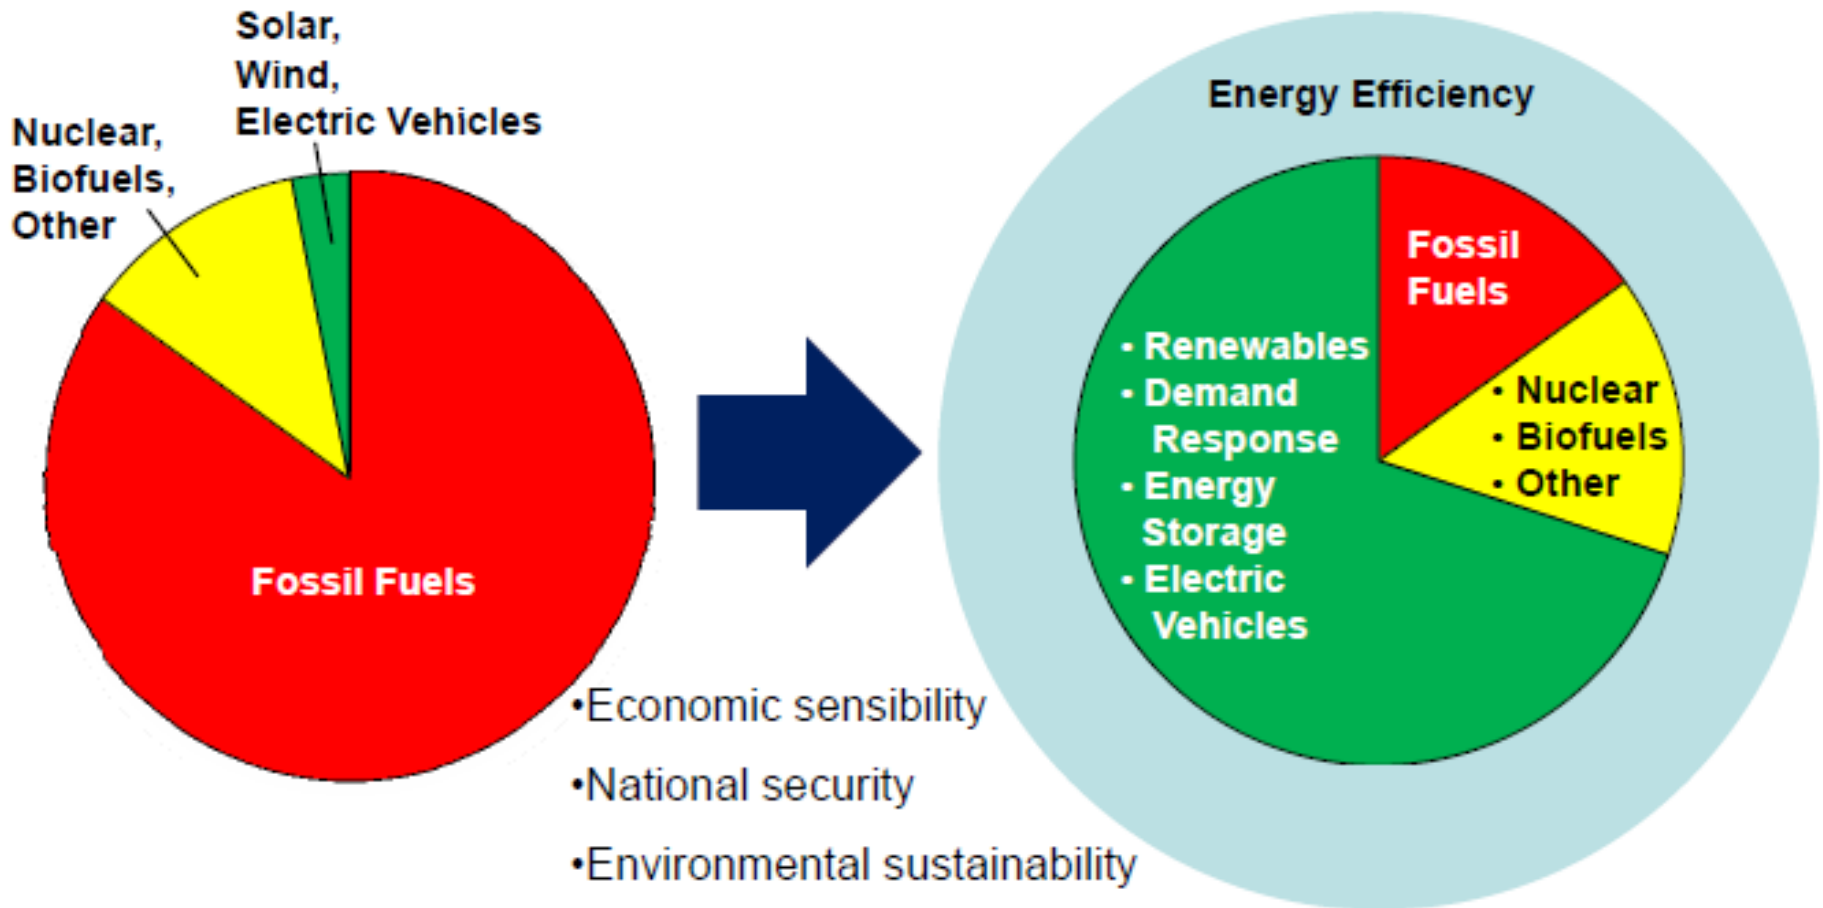 Solar,
Wind,
Electric Vehicles
Nuclear,
Biofuels,
Other
Fossil Fuels
Energy Efficiency
Fossil
Fuels
• Renewables
• Demand
Response
• Energy
Storage
• Electric
Vehicles
• Nuclear
• Biofuels
• Other
•Economic sensibility
•National security
•Environmental sustainability